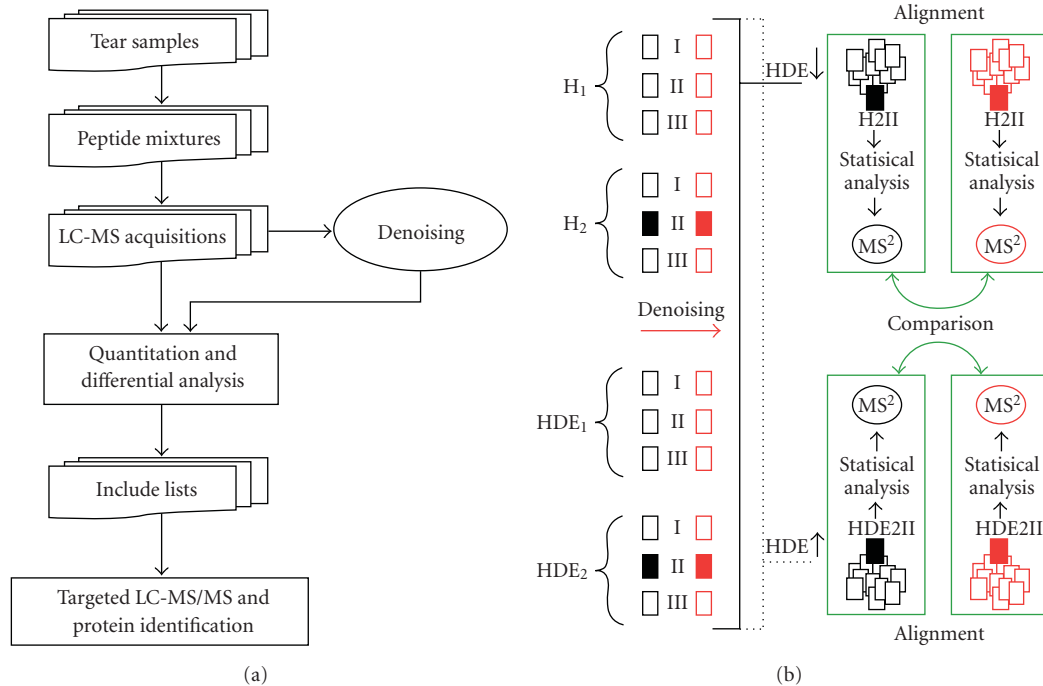 Tear samples
Peptide mixtures
LC-MS acquisitions
Denoising
Quantitation and
differential analysis
Include lists
Targeted LC-MS/MS and
protein identification
(a)
H₁
I
II
III
H₂
I
II
III
Denoising
HDE₁
I
II
III
HDE₂
I
II
III
HDE ↓
HDE ↑
Alignment
H2II
Statisical
analysis
MS²
H2II
Statisical
analysis
MS²
Comparison
MS²
Statisical
analysis
HDE2II
MS²
Statisical
analysis
HDE2II
Alignment
(b)